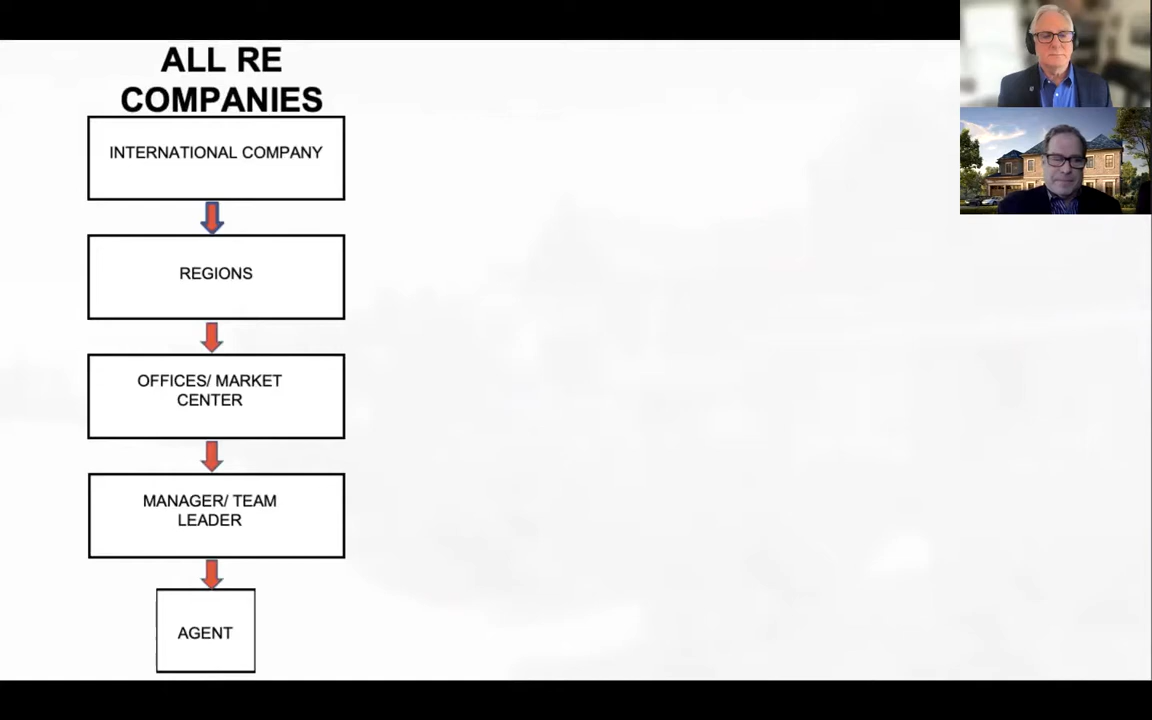 ALL RE
COMPANIES
INTERNATIONAL COMPANY
REGIONS
OFFICES/ MARKET
CENTER
MANAGER/ TEAM
LEADER
AGENT